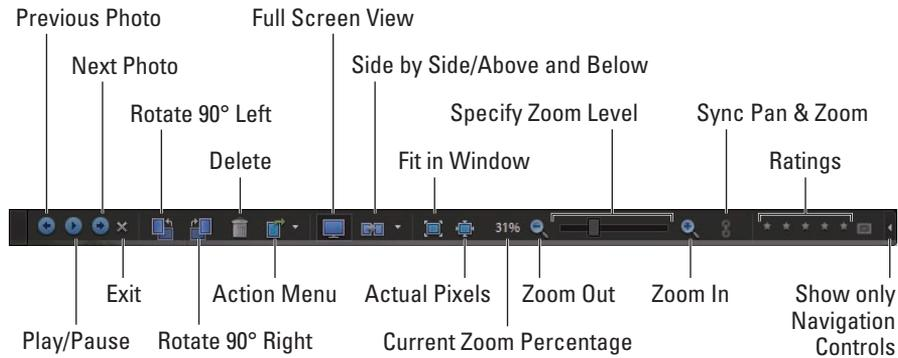 Previous Photo
Full Screen View
Next Photo
Side by Side/Above and Below
Rotate 90° Left
Specify Zoom Level
Sync Pan & Zoom
Delete
Fit in Window
Ratings
31%
Exit
Action Menu
Actual Pixels
Zoom Out
Zoom In
Show only
Navigation
Controls
Play/Pause
Rotate 90° Right
Current Zoom Percentage